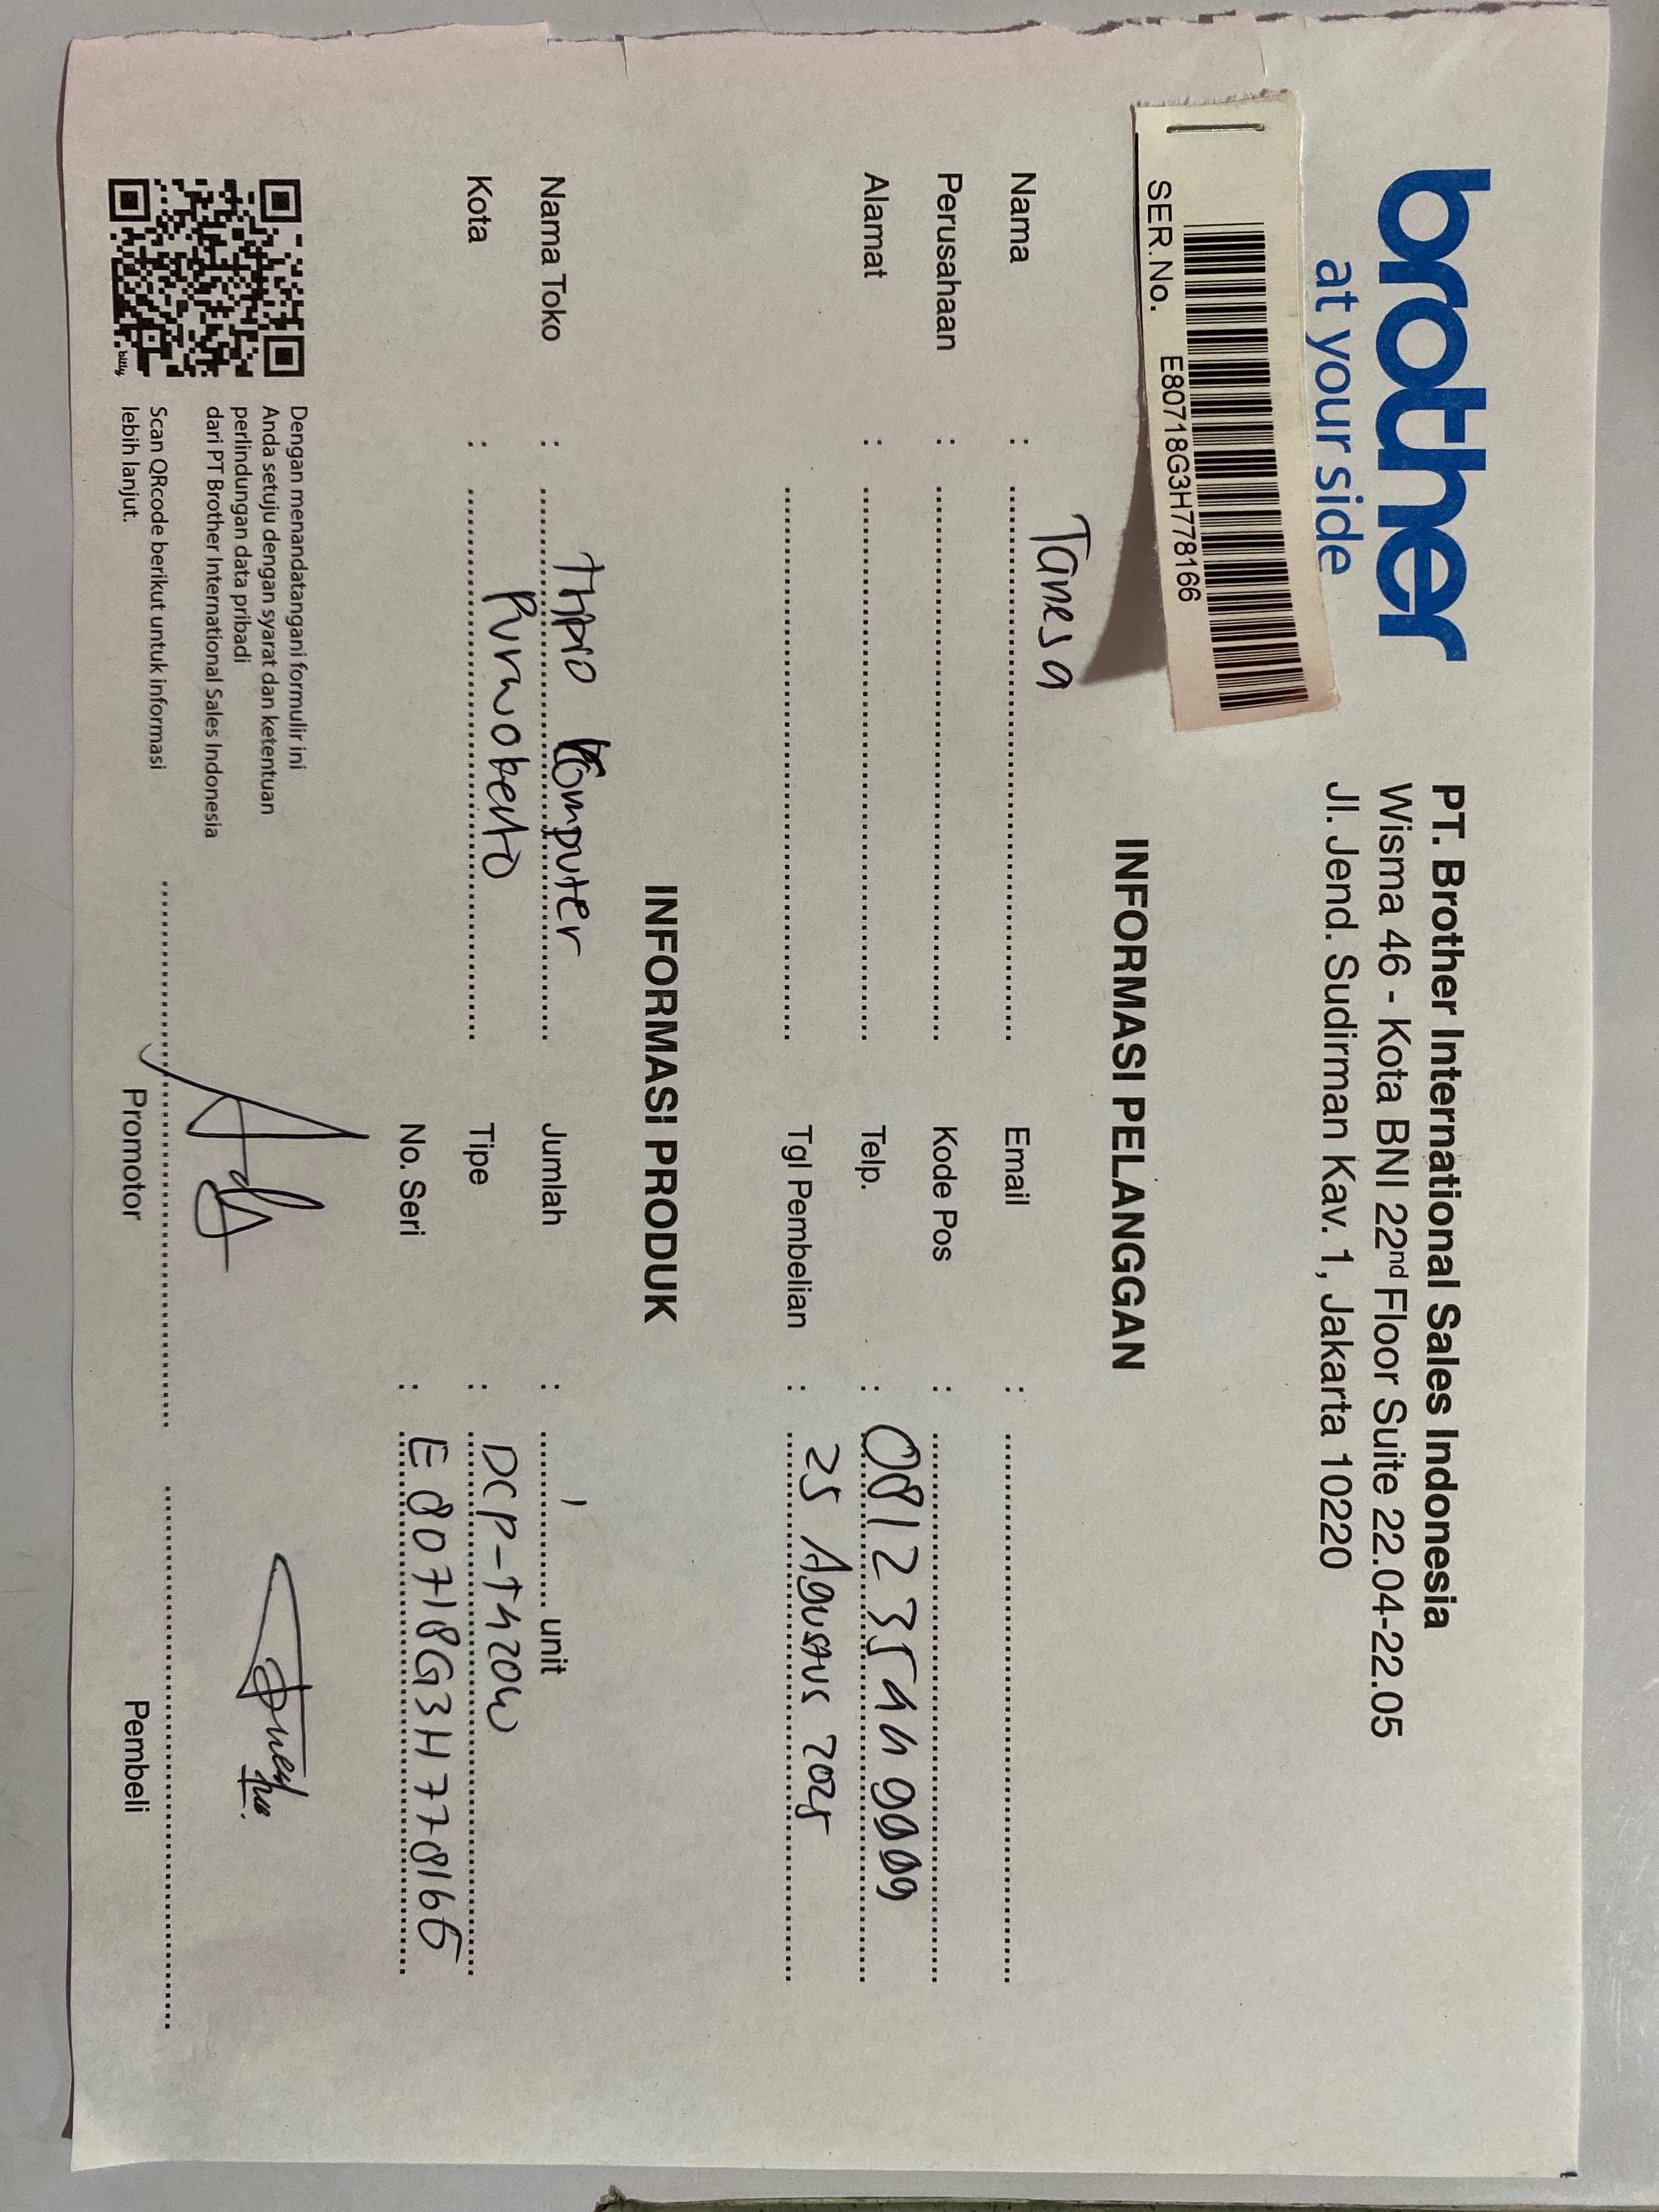 brother
at your side
PT. Brother International Sales Indonesia
Wisma 46 - Kota BNI 22nd Floor Suite 22.04-22.05
Jl. Jend. Sudirman Kav. 1, Jakarta 10220
SER.No. E80718G3H778166
INFORMASI PELANGGAN
Nama : Tanesa
Email :
Perusahaan :
Kode Pos :
Alamat :
Telp. : 081235449009
Tgl Pembelian : 25 Agustus 2025
INFORMASI PRODUK
Nama Toko : Thpio Komputer
Jumlah : 1 unit
Kota : Purwokerto
Tipe : DCP-T420W
No. Seri : E80718G3H778166
Dengan menandatangani formulir ini
Anda setuju dengan syarat dan ketentuan
perlindungan data pribadi
dari PT Brother International Sales Indonesia
Scan QRcode berikut untuk informasi
lebih lanjut.
bitly
Promotor
Pembeli